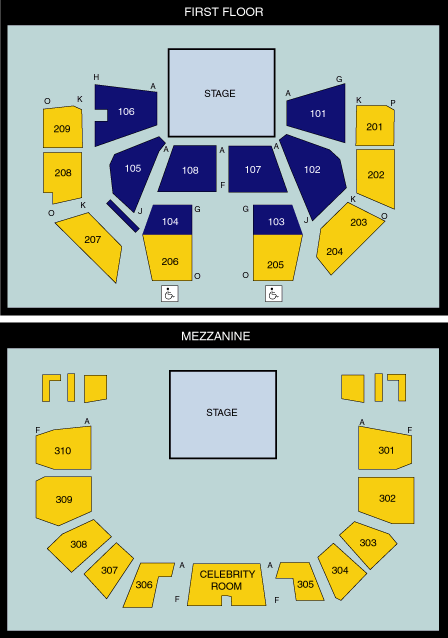 FIRST FLOOR
STAGE
H
A
106
A
G
101
O
K
209
K
P
201
208
105
A
108
A
F
107
A
102
202
O
K
207
J
104
G
206
O
G
103
O
205
J
K
203
O
204
MEZZANINE
STAGE
F
A
310
A
F
301
309
302
308
303
307
304
306
A
F
CELEBRITY
ROOM
A
F
305